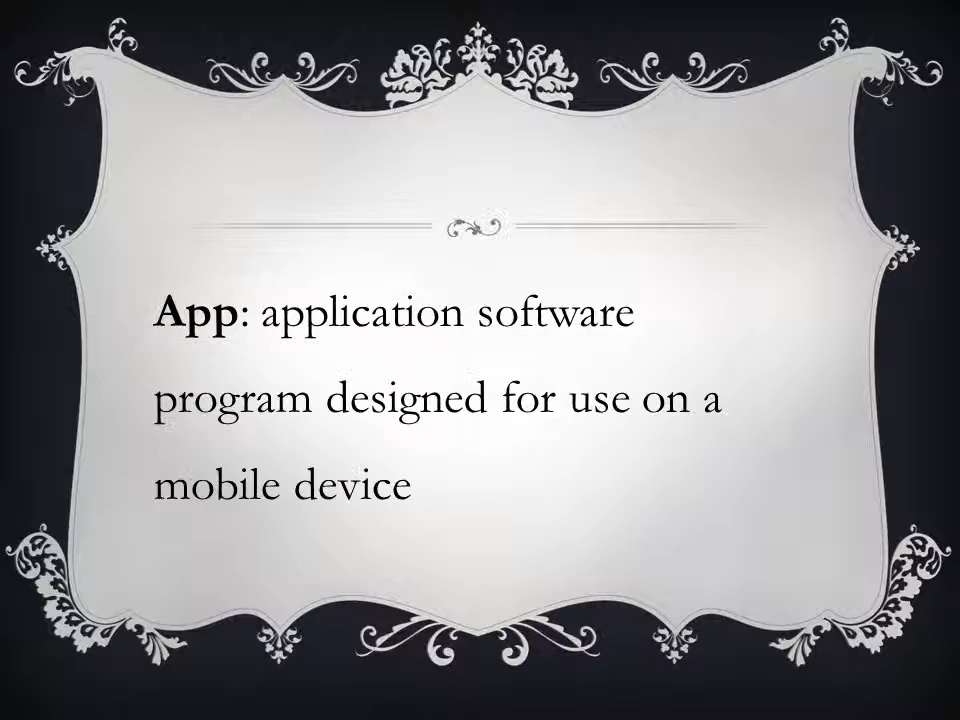 App: application software
program designed for use on a
mobile device